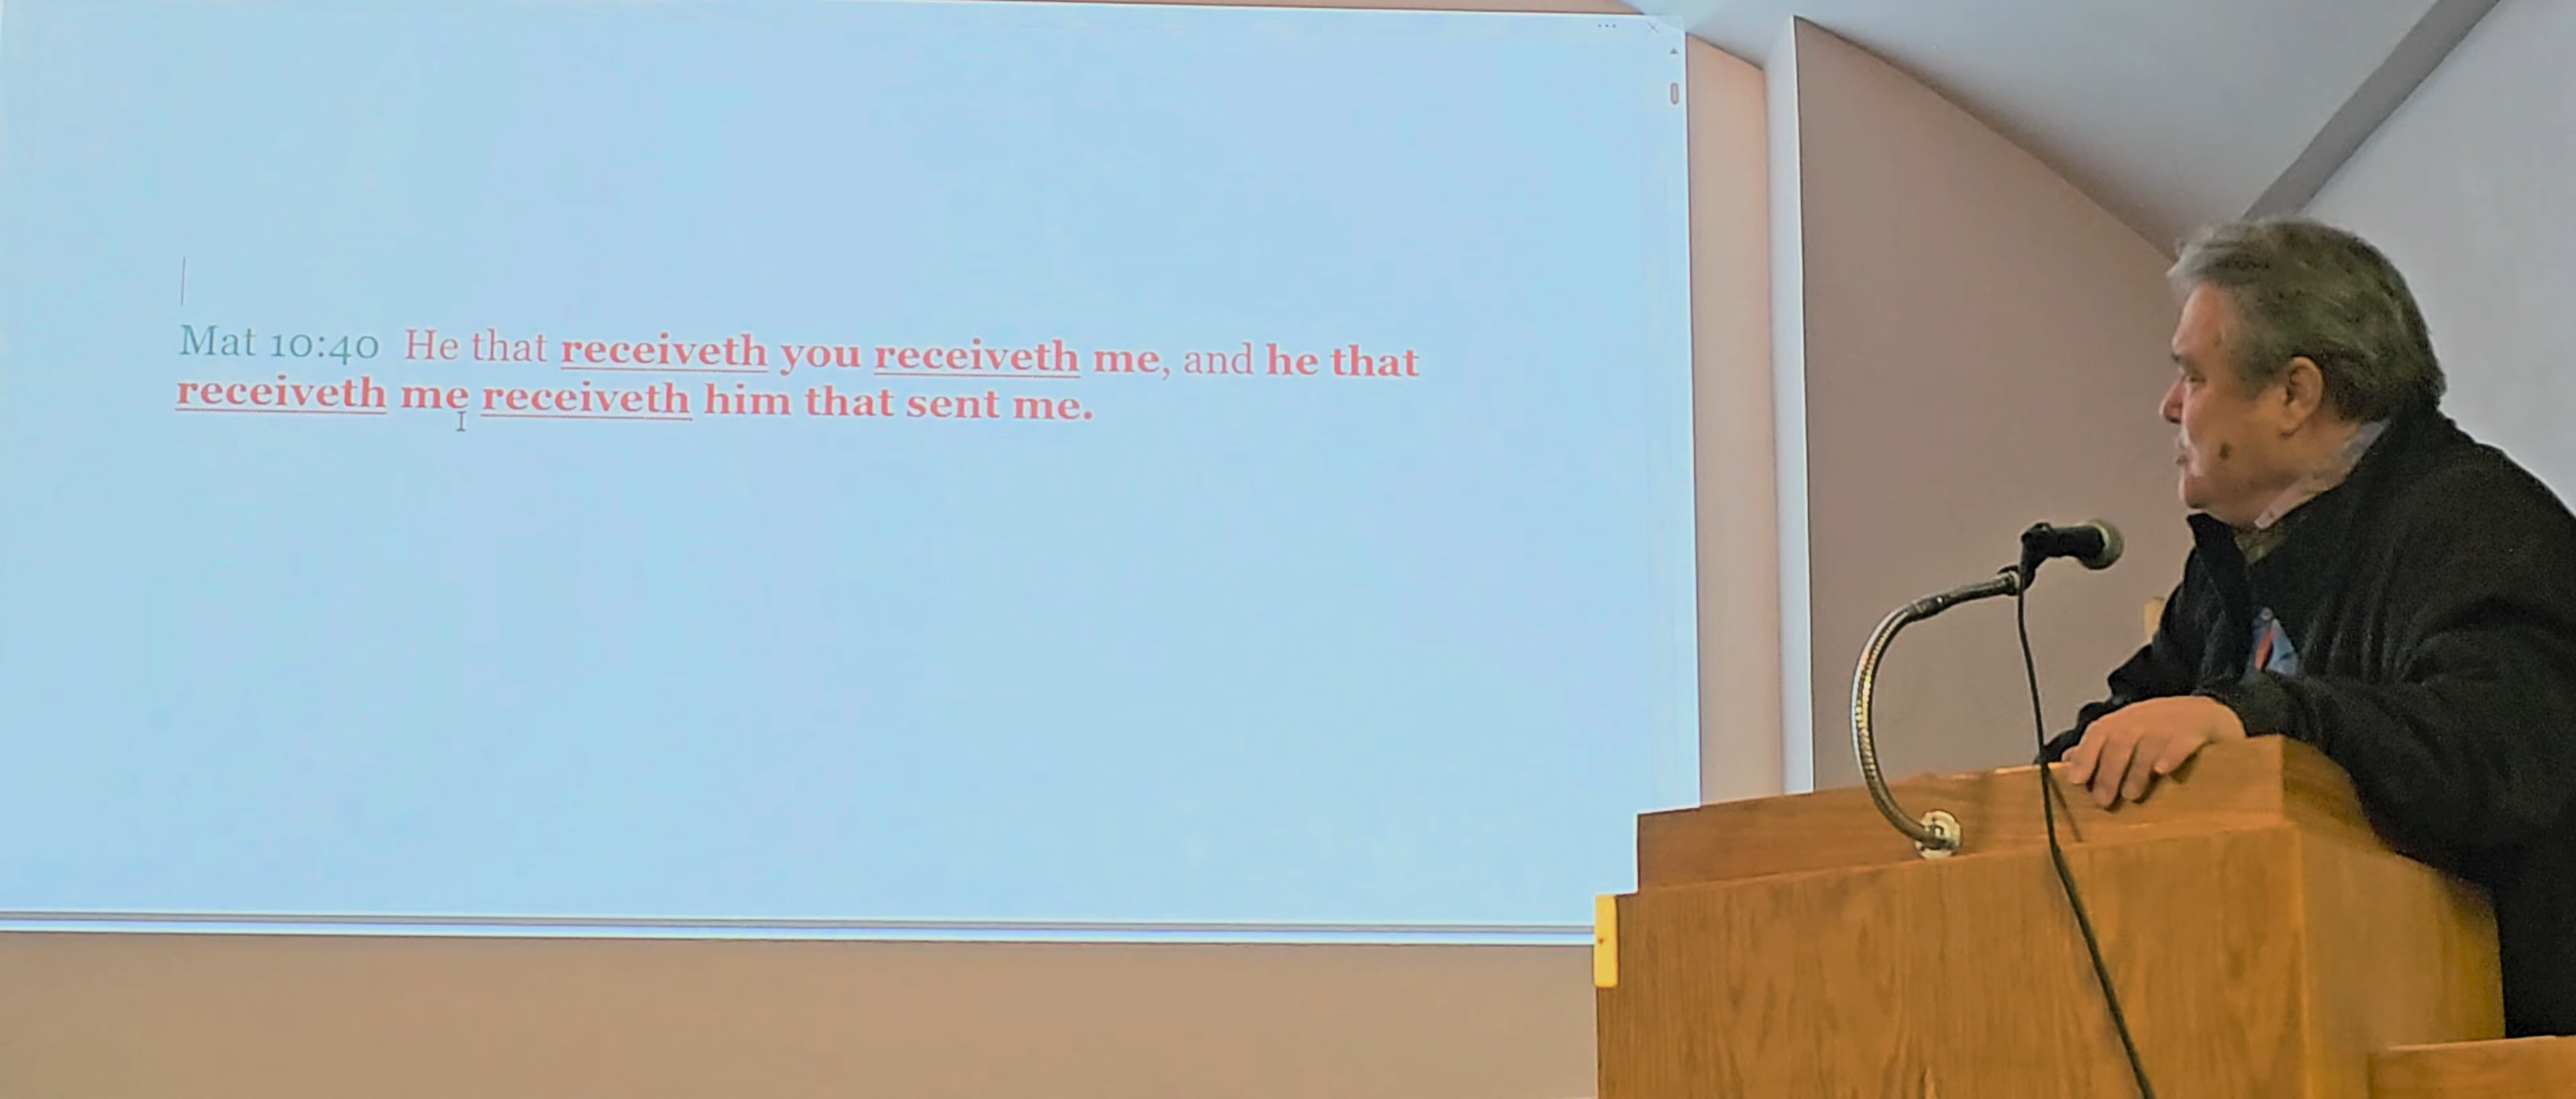 Mat 10:40 He that receiveth you receiveth me, and he that
receiveth me receiveth him that sent me.